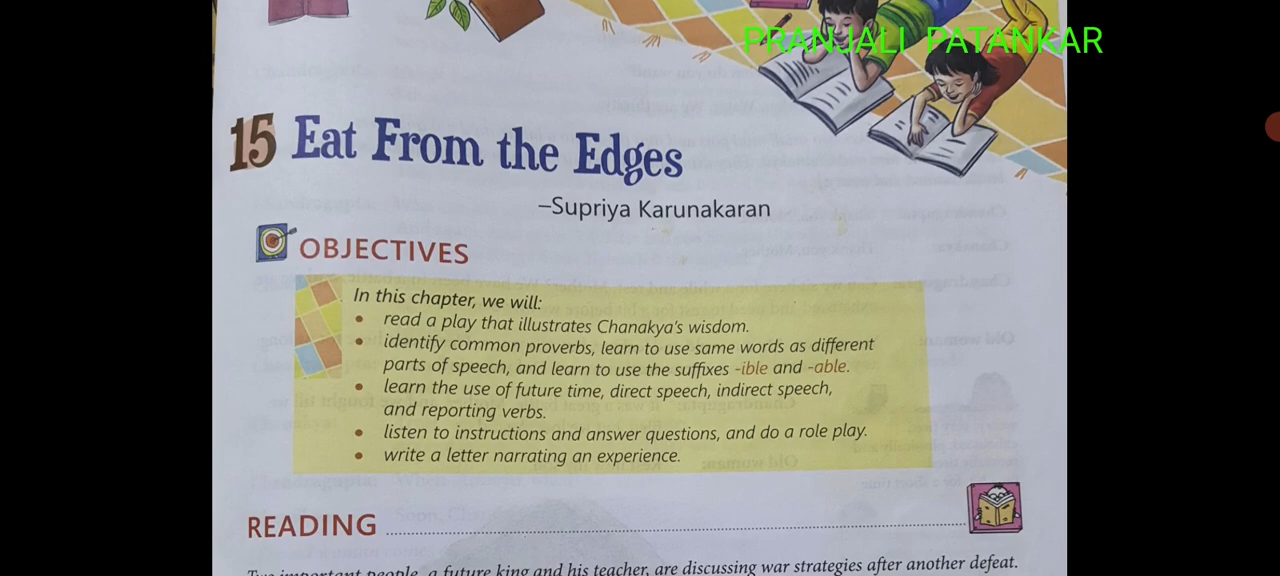 PRANJALI PATANKAR
15 Eat From the Edges
–Supriya Karunakaran
OBJECTIVES
In this chapter, we will:
• read a play that illustrates Chanakya's wisdom.
• identify common proverbs, learn to use same words as different
parts of speech, and learn to use the suffixes -ible and -able.
• learn the use of future time, direct speech, indirect speech,
and reporting verbs.
• listen to instructions and answer questions, and do a role play.
• write a letter narrating an experience.
READING
Two important people, a future king and his teacher, are discussing war strategies after another defeat.